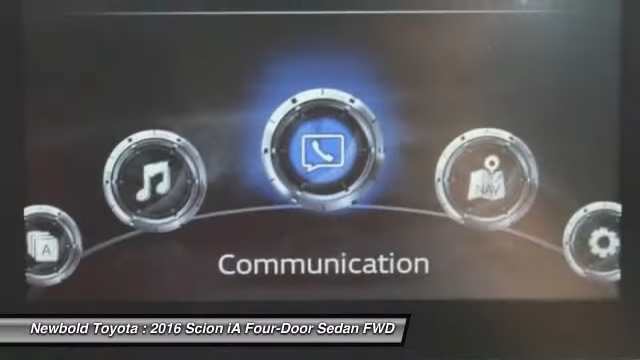 A
NAV
Communication
Newbold Toyota : 2016 Scion iA Four-Door Sedan FWD